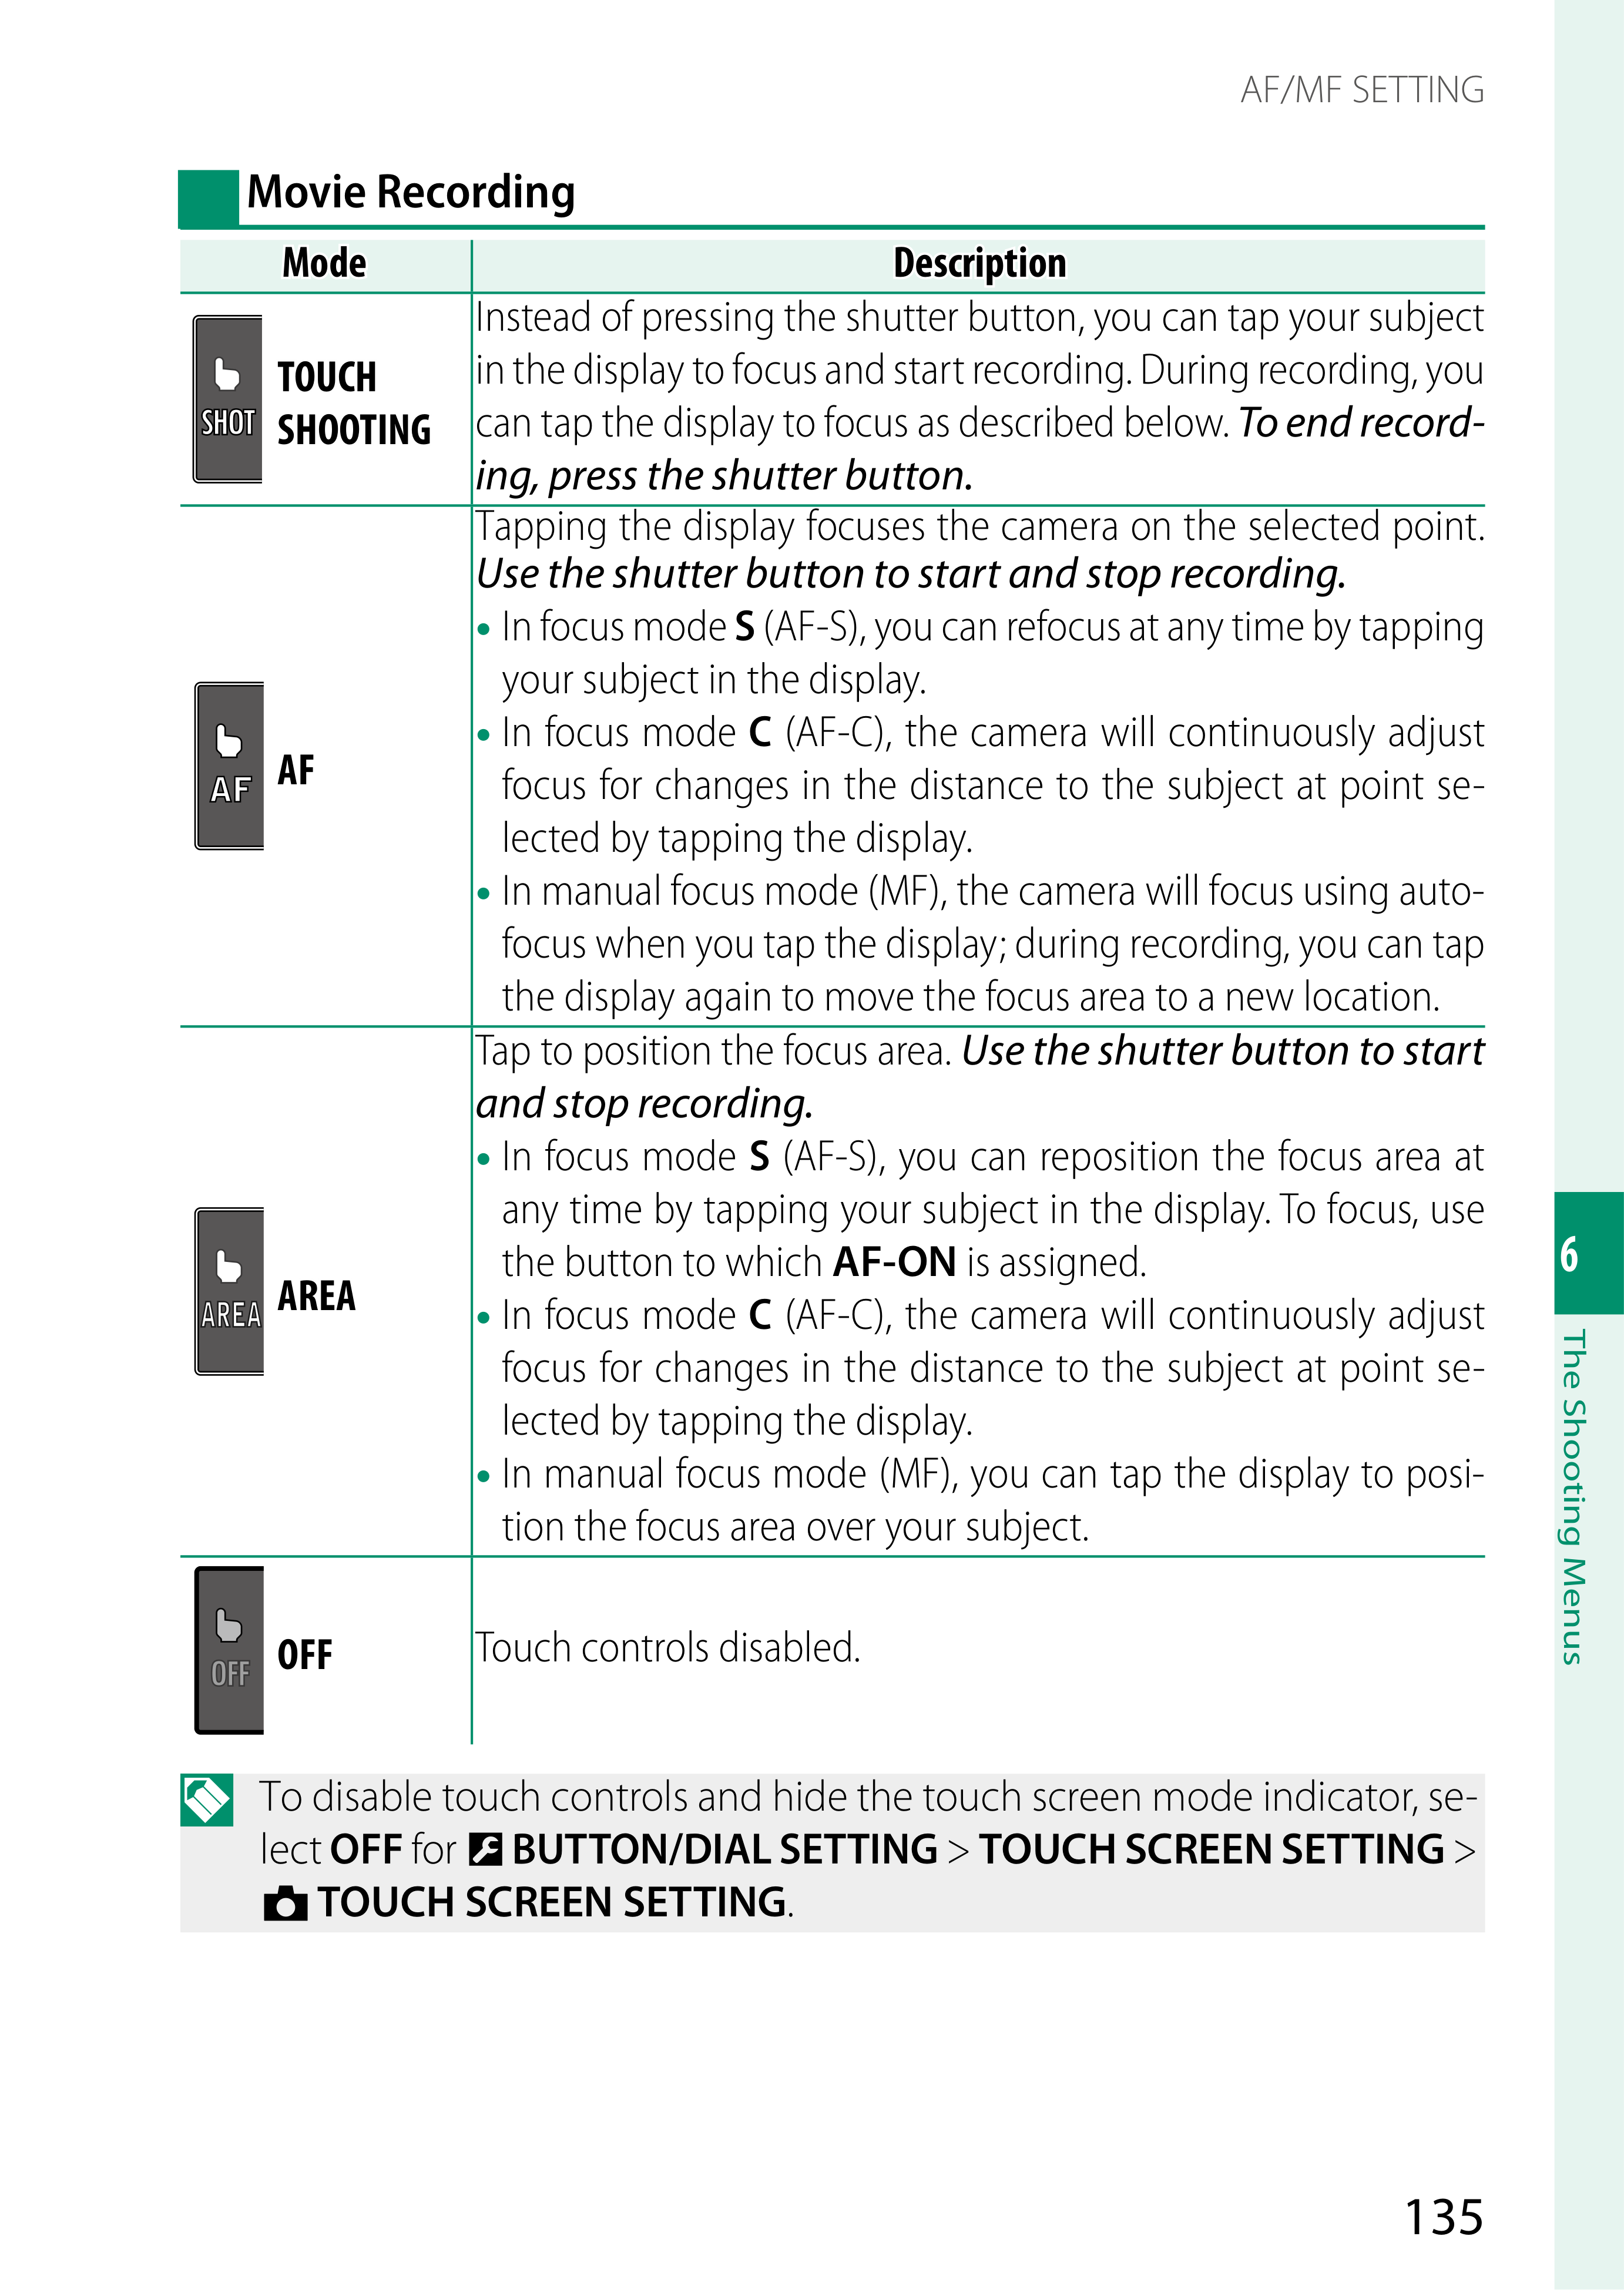 AF/MF SETTING
Movie Recording
Mode Description
SHOT
TOUCH
SHOOTING
Instead of pressing the shutter button, you can tap your subject
in the display to focus and start recording. During recording, you
can tap the display to focus as described below. To end record-
ing, press the shutter button.
AF
AF
Tapping the display focuses the camera on the selected point.
Use the shutter button to start and stop recording.
• In focus mode S (AF-S), you can refocus at any time by tapping
your subject in the display.
• In focus mode C (AF-C), the camera will continuously adjust
focus for changes in the distance to the subject at point se-
lected by tapping the display.
• In manual focus mode (MF), the camera will focus using auto-
focus when you tap the display; during recording, you can tap
the display again to move the focus area to a new location.
AREA
AREA
Tap to position the focus area. Use the shutter button to start
and stop recording.
• In focus mode S (AF-S), you can reposition the focus area at
any time by tapping your subject in the display. To focus, use
the button to which AF-ON is assigned.
• In focus mode C (AF-C), the camera will continuously adjust
focus for changes in the distance to the subject at point se-
lected by tapping the display.
• In manual focus mode (MF), you can tap the display to posi-
tion the focus area over your subject.
OFF
OFF
Touch controls disabled.
To disable touch controls and hide the touch screen mode indicator, se-
lect OFF for BUTTON/DIAL SETTING > TOUCH SCREEN SETTING >
TOUCH SCREEN SETTING.
6
The Shooting Menus
135